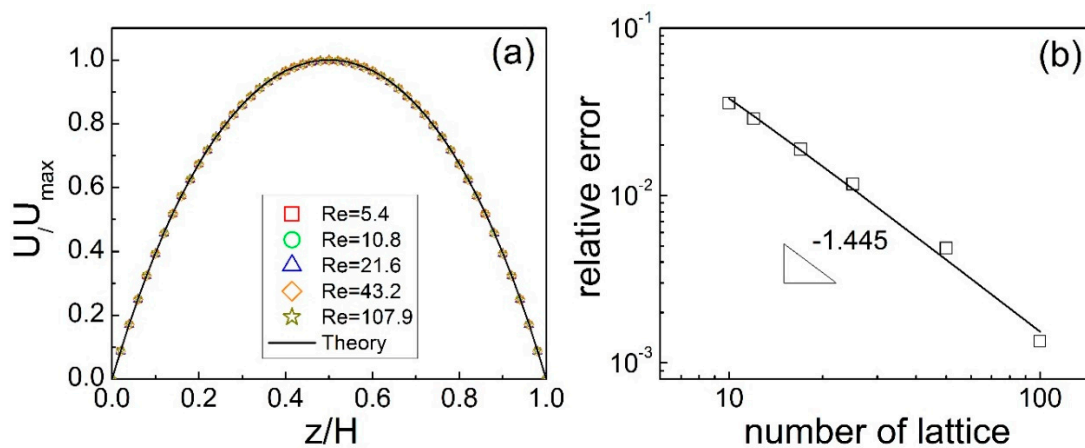 (a)
U/U_max
1.0
0.8
0.6
0.4
0.2
0.0
Re=5.4
Re=10.8
Re=21.6
Re=43.2
Re=107.9
Theory
0.0 0.2 0.4 0.6 0.8 1.0
z/H
(b)
relative error
10^-1
10^-2
10^-3
-1.445
10 100
number of lattice